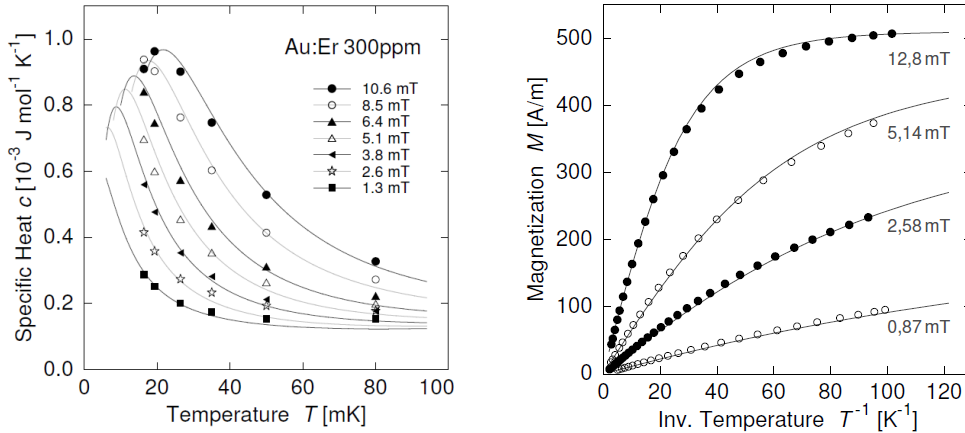 Au:Er 300ppm
10.6 mT
8.5 mT
6.4 mT
5.1 mT
3.8 mT
2.6 mT
1.3 mT
1.0
0.8
0.6
0.4
0.2
0.0
0 20 40 60 80 100
Specific Heat c [10⁻³ J mol⁻¹ K⁻¹]
Temperature T [mK]
500
400
300
200
100
0
0 20 40 60 80 100 120
Magnetization M [A/m]
Inv. Temperature T⁻¹ [K⁻¹]
12,8 mT
5,14 mT
2,58 mT
0,87 mT